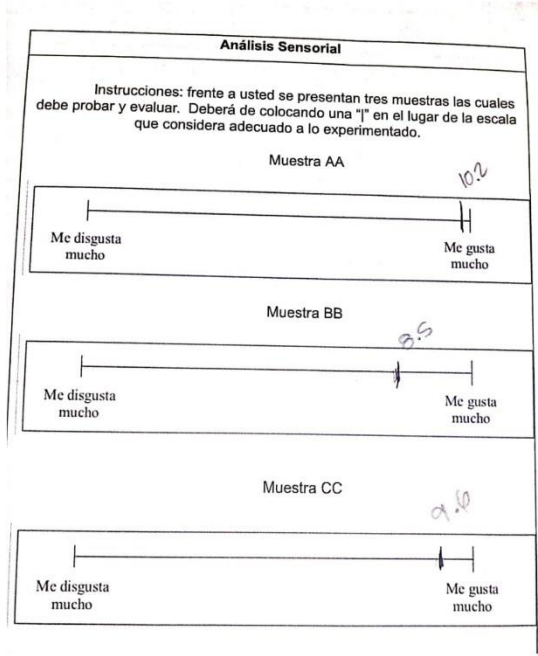 Análisis Sensorial
Instrucciones: frente a usted se presentan tres muestras las cuales
debe probar y evaluar. Deberá de colocando una "|" en el lugar de la escala
que considera adecuado a lo experimentado.
Muestra AA
10.2
Me disgusta
mucho
Me gusta
mucho
Muestra BB
8.5
Me disgusta
mucho
Me gusta
mucho
Muestra CC
9.6
Me disgusta
mucho
Me gusta
mucho